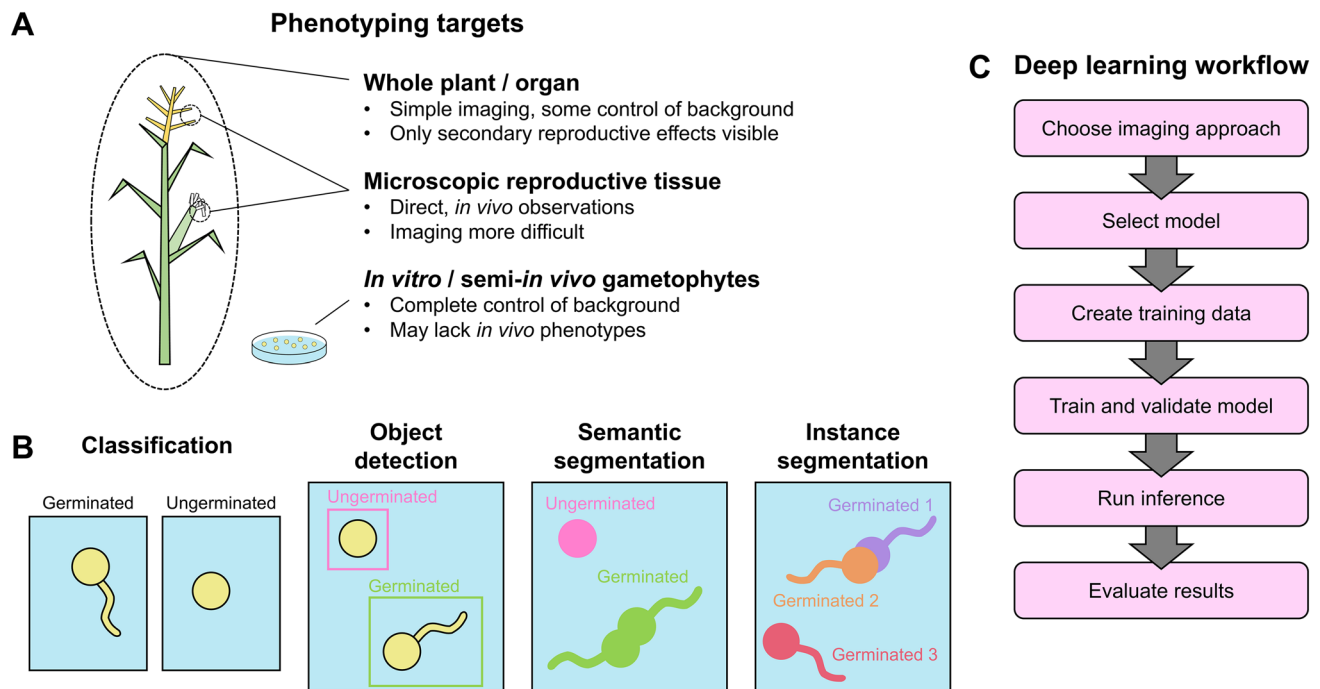 A
Phenotyping targets
Whole plant / organ
• Simple imaging, some control of background
• Only secondary reproductive effects visible
Microscopic reproductive tissue
• Direct, in vivo observations
• Imaging more difficult
In vitro / semi-in vivo gametophytes
• Complete control of background
• May lack in vivo phenotypes
B
Classification
Germinated
Ungerminated
Object
detection
Ungerminated
Germinated
Semantic
segmentation
Ungerminated
Germinated
Instance
segmentation
Germinated 1
Germinated 2
Germinated 3
C
Deep learning workflow
Choose imaging approach
Select model
Create training data
Train and validate model
Run inference
Evaluate results